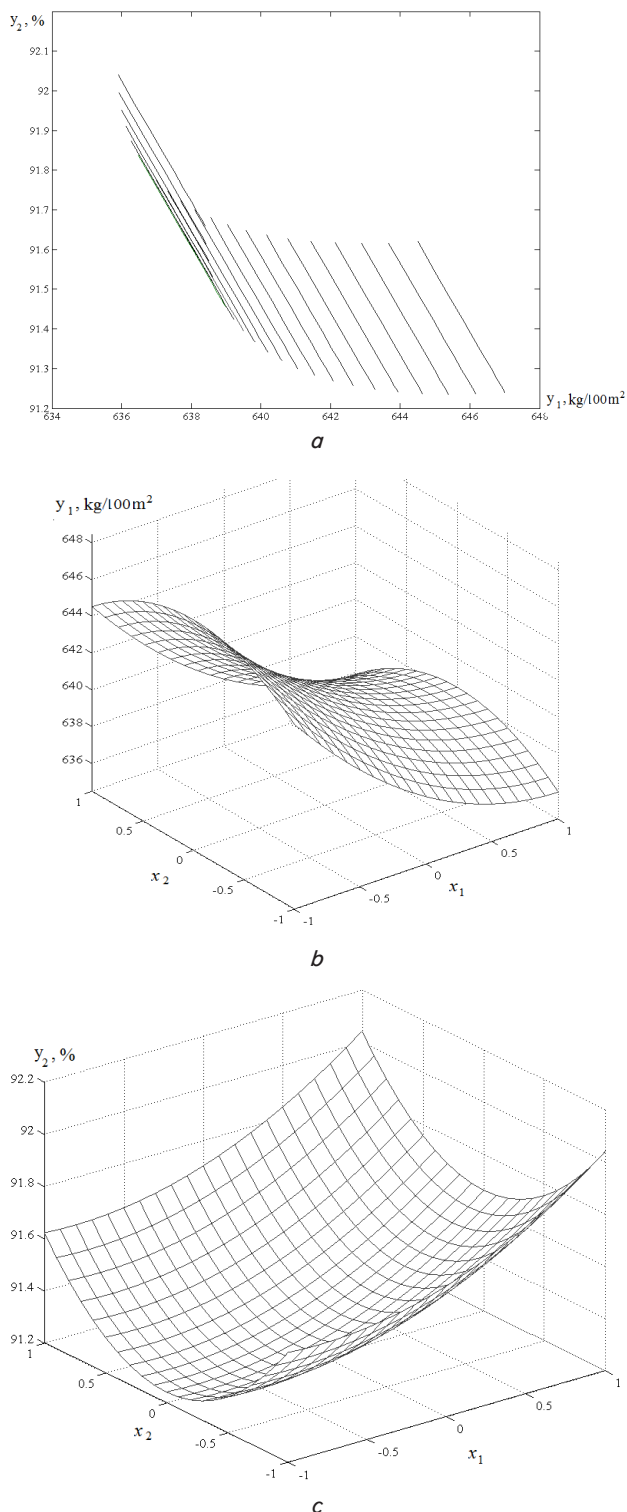 y₂, %
92.1
92
91.9
91.8
91.7
91.6
91.5
91.4
91.3
91.2
634 636 638 640 642 644 646 648
y₁, kg/100m²
a
y₁, kg/100m²
648
646
644
642
640
638
636
1 0.5 0 -0.5 -1
x₂
-1 -0.5 0 0.5 1
x₁
b
y₂, %
92.2
92
91.8
91.6
91.4
91.2
1 0.5 0 -0.5 -1
x₂
-1 -0.5 0 0.5 1
x₁
c